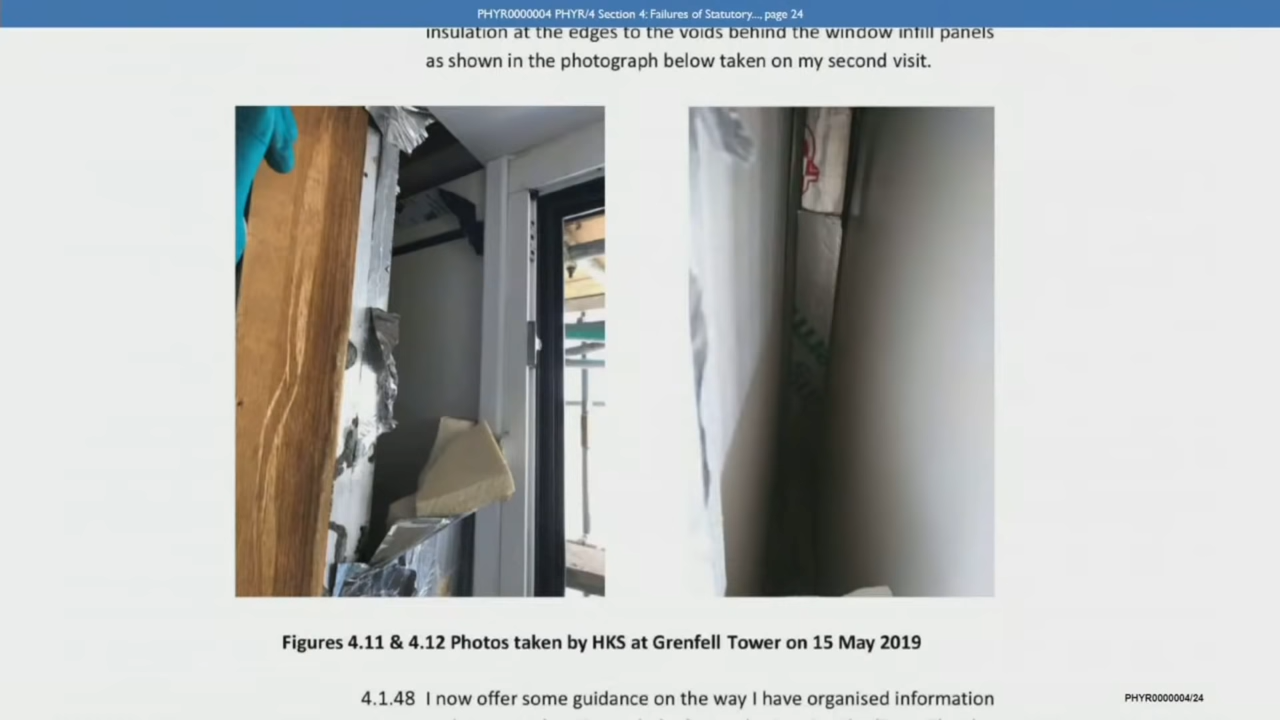 PHYR0000004 PHYR/4 Section 4: Failures of Statutory..., page 24
insulation at the edges to the voids behind the window infill panels
as shown in the photograph below taken on my second visit.
Figures 4.11 & 4.12 Photos taken by HKS at Grenfell Tower on 15 May 2019
4.1.48 I now offer some guidance on the way I have organised information
PHYR0000004/24